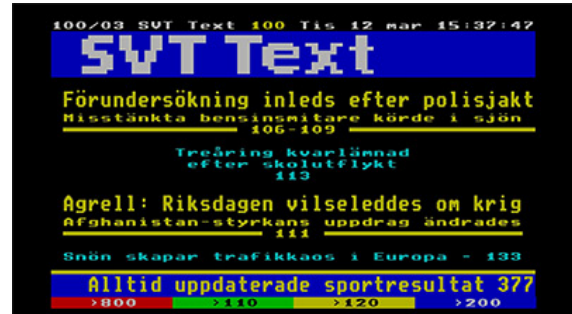 100/03 SVT Text 100 Tis 12 mar 15:37:47
SVT Text
Förundersökning inleds efter polisjakt
Misstänkta bensinsmitare körde i sjön
106-109
Treåring kvarlämnad
efter skolutflykt
113
Agrell: Riksdagen vilseleddes om krig
Afghanistan-styrkans uppdrag ändrades
111
Snön skapar trafikkaos i Europa - 133
Alltid uppdaterade sportresultat 377
>800 >110 >120 >200